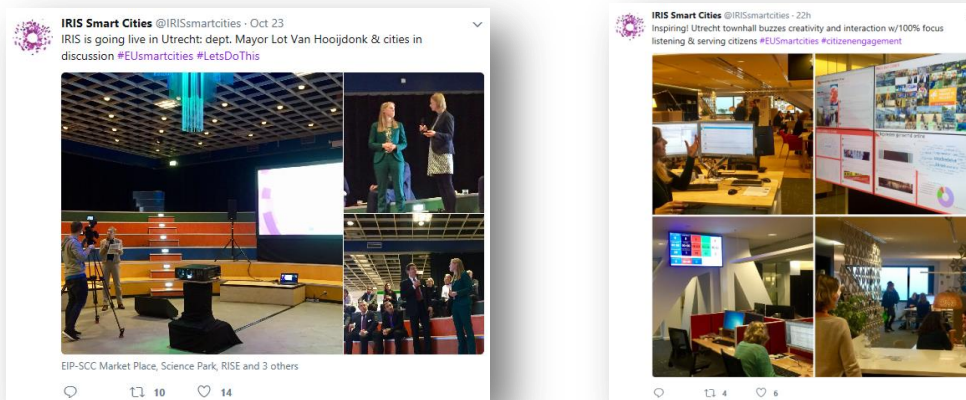 IRIS Smart Cities @IRISsmartcities · Oct 23
IRIS is going live in Utrecht: dept. Mayor Lot Van Hooijdonk & cities in
discussion #EUsmartcities #LetsDoThis
EIP-SCC Market Place, Science Park, RISE and 3 others
10 14
IRIS Smart Cities @IRISsmartcities · 22h
Inspiring! Utrecht townhall buzzes creativity and interaction w/100% focus
listening & serving citizens #EUSmartcities #citizenengagement
4 6